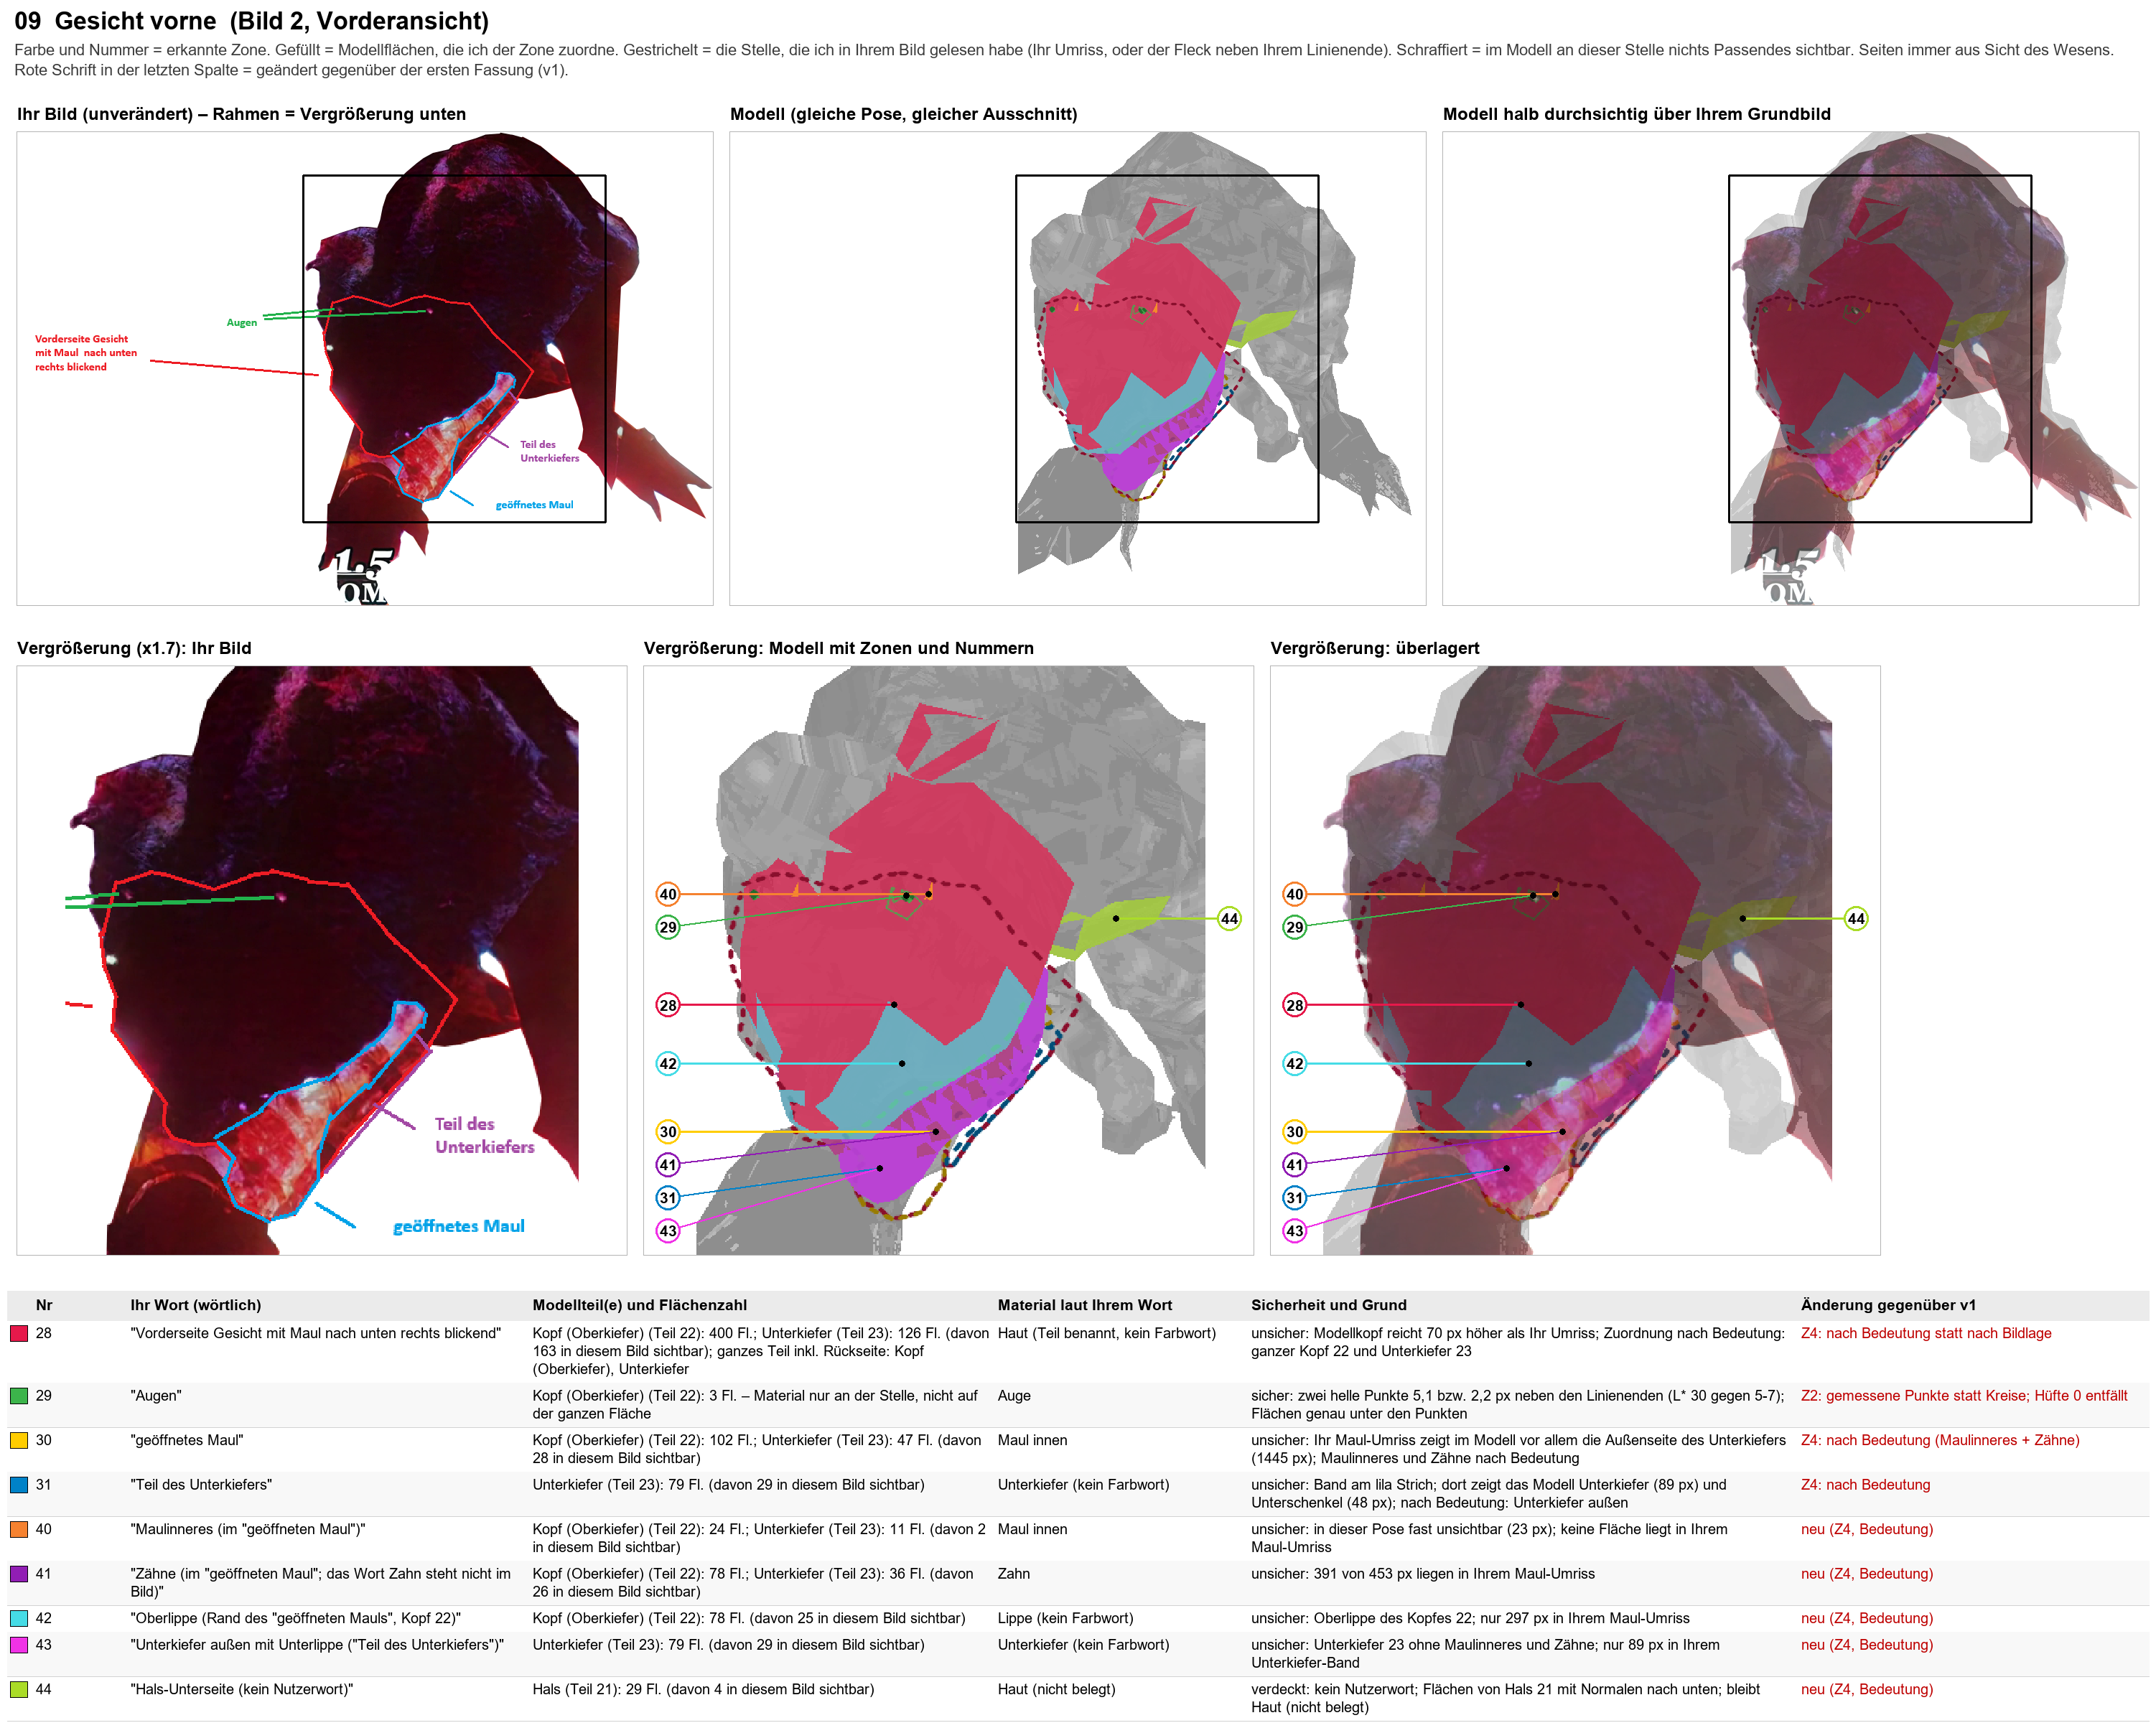 09 Gesicht vorne (Bild 2, Vorderansicht)
Farbe und Nummer = erkannte Zone. Gefüllt = Modellflächen, die ich der Zone zuordne. Gestrichelt = die Stelle, die ich in Ihrem Bild gelesen habe (Ihr Umriss, oder der Fleck neben Ihrem Linienende). Schraffiert = im Modell an dieser Stelle nichts Passendes sichtbar. Seiten immer aus Sicht des Wesens.
Rote Schrift in der letzten Spalte = geändert gegenüber der ersten Fassung (v1).
Ihr Bild (unverändert) – Rahmen = Vergrößerung unten
Modell (gleiche Pose, gleicher Ausschnitt)
Modell halb durchsichtig über Ihrem Grundbild
Augen
Vorderseite Gesicht
mit Maul nach unten
rechts blickend
Teil des
Unterkiefers
geöffnetes Maul
1.5
OM
1.5
OM
Vergrößerung (x1.7): Ihr Bild
Vergrößerung: Modell mit Zonen und Nummern
Vergrößerung: überlagert
Teil des
Unterkiefers
geöffnetes Maul
40
29
44
28
42
30
41
31
43
40
29
44
28
42
30
41
31
43
Nr Ihr Wort (wörtlich) Modellteil(e) und Flächenzahl Material laut Ihrem Wort Sicherheit und Grund Änderung gegenüber v1
28 "Vorderseite Gesicht mit Maul nach unten rechts blickend" Kopf (Oberkiefer) (Teil 22): 400 Fl.; Unterkiefer (Teil 23): 126 Fl. (davon Haut (Teil benannt, kein Farbwort) unsicher: Modellkopf reicht 70 px höher als Ihr Umriss; Zuordnung nach Bedeutung: Z4: nach Bedeutung statt nach Bildlage
163 in diesem Bild sichtbar); ganzes Teil inkl. Rückseite: Kopf ganzer Kopf 22 und Unterkiefer 23
(Oberkiefer), Unterkiefer
29 "Augen" Kopf (Oberkiefer) (Teil 22): 3 Fl. – Material nur an der Stelle, nicht auf Auge sicher: zwei helle Punkte 5,1 bzw. 2,2 px neben den Linienenden (L* 30 gegen 5-7); Z2: gemessene Punkte statt Kreise; Hüfte 0 entfällt
der ganzen Fläche Flächen genau unter den Punkten
30 "geöffnetes Maul" Kopf (Oberkiefer) (Teil 22): 102 Fl.; Unterkiefer (Teil 23): 47 Fl. (davon Maul innen unsicher: Ihr Maul-Umriss zeigt im Modell vor allem die Außenseite des Unterkiefers Z4: nach Bedeutung (Maulinneres + Zähne)
28 in diesem Bild sichtbar) (1445 px); Maulinneres und Zähne nach Bedeutung
31 "Teil des Unterkiefers" Unterkiefer (Teil 23): 79 Fl. (davon 29 in diesem Bild sichtbar) Unterkiefer (kein Farbwort) unsicher: Band am lila Strich; dort zeigt das Modell Unterkiefer (89 px) und Z4: nach Bedeutung
Unterschenkel (48 px); nach Bedeutung: Unterkiefer außen
40 "Maulinneres (im "geöffneten Maul")" Kopf (Oberkiefer) (Teil 22): 24 Fl.; Unterkiefer (Teil 23): 11 Fl. (davon 2 Maul innen unsicher: in dieser Pose fast unsichtbar (23 px); keine Fläche liegt in Ihrem neu (Z4, Bedeutung)
in diesem Bild sichtbar) Maul-Umriss
41 "Zähne (im "geöffneten Maul"; das Wort Zahn steht nicht im Kopf (Oberkiefer) (Teil 22): 78 Fl.; Unterkiefer (Teil 23): 36 Fl. (davon Zahn unsicher: 391 von 453 px liegen in Ihrem Maul-Umriss neu (Z4, Bedeutung)
Bild)" 26 in diesem Bild sichtbar)
42 "Oberlippe (Rand des "geöffneten Mauls", Kopf 22)" Kopf (Oberkiefer) (Teil 22): 78 Fl. (davon 25 in diesem Bild sichtbar) Lippe (kein Farbwort) unsicher: Oberlippe des Kopfes 22; nur 297 px in Ihrem Maul-Umriss neu (Z4, Bedeutung)
43 "Unterkiefer außen mit Unterlippe ("Teil des Unterkiefers")" Unterkiefer (Teil 23): 79 Fl. (davon 29 in diesem Bild sichtbar) Unterkiefer (kein Farbwort) unsicher: Unterkiefer 23 ohne Maulinneres und Zähne; nur 89 px in Ihrem neu (Z4, Bedeutung)
Unterkiefer-Band
44 "Hals-Unterseite (kein Nutzerwort)" Hals (Teil 21): 29 Fl. (davon 4 in diesem Bild sichtbar) Haut (nicht belegt) verdeckt: kein Nutzerwort; Flächen von Hals 21 mit Normalen nach unten; bleibt neu (Z4, Bedeutung)
Haut (nicht belegt)